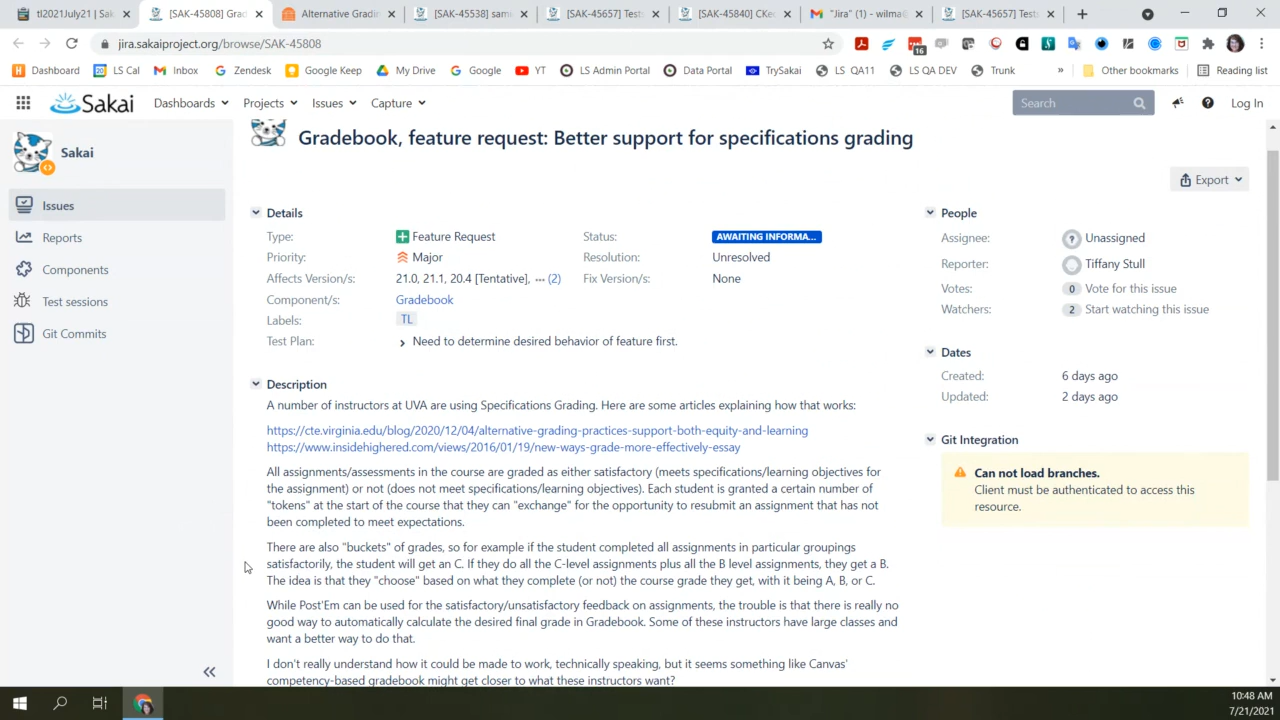 tl2021July21 | Sak
[SAK-45808] Grad
Alternative Gradin
[SAK-45538] sami
[SAK-45657] Tests
[SAK-45840] CKe
"Jira" (1) - wilma@
[SAK-45657] Tests
jira.sakaiproject.org/browse/SAK-45808
16
Dashboard
LS Cal
Inbox
Zendesk
Google Keep
My Drive
Google
YT
LS Admin Portal
Data Portal
TrySakai
LS QA11
LS QA DEV
Trunk
»
Other bookmarks
Reading list
Sakai
Dashboards
Projects
Issues
Capture
Search
Log In
Sakai
Issues
Reports
Components
Test sessions
Git Commits
Gradebook, feature request: Better support for specifications grading
Export
Details
Type: Feature Request
Status: AWAITING INFORMA...
Priority: Major
Resolution: Unresolved
Affects Version/s: 21.0, 21.1, 20.4 [Tentative], ... (2)
Fix Version/s: None
Component/s: Gradebook
Labels: TL
Test Plan: Need to determine desired behavior of feature first.
Description
A number of instructors at UVA are using Specifications Grading. Here are some articles explaining how that works:
https://cte.virginia.edu/blog/2020/12/04/alternative-grading-practices-support-both-equity-and-learning
https://www.insidehighered.com/views/2016/01/19/new-ways-grade-more-effectively-essay
All assignments/assessments in the course are graded as either satisfactory (meets specifications/learning objectives for
the assignment) or not (does not meet specifications/learning objectives). Each student is granted a certain number of
"tokens" at the start of the course that they can "exchange" for the opportunity to resubmit an assignment that has not
been completed to meet expectations.
There are also "buckets" of grades, so for example if the student completed all assignments in particular groupings
satisfactorily, the student will get an C. If they do all the C-level assignments plus all the B level assignments, they get a B.
The idea is that they "choose" based on what they complete (or not) the course grade they get, with it being A, B, or C.
While Post'Em can be used for the satisfactory/unsatisfactory feedback on assignments, the trouble is that there is really no
good way to automatically calculate the desired final grade in Gradebook. Some of these instructors have large classes and
want a better way to do that.
I don't really understand how it could be made to work, technically speaking, but it seems something like Canvas'
competency-based gradebook might get closer to what these instructors want?
People
Assignee: Unassigned
Reporter: Tiffany Stull
Votes: 0 Vote for this issue
Watchers: 2 Start watching this issue
Dates
Created: 6 days ago
Updated: 2 days ago
Git Integration
Can not load branches.
Client must be authenticated to access this
resource.
10:48 AM
7/21/2021